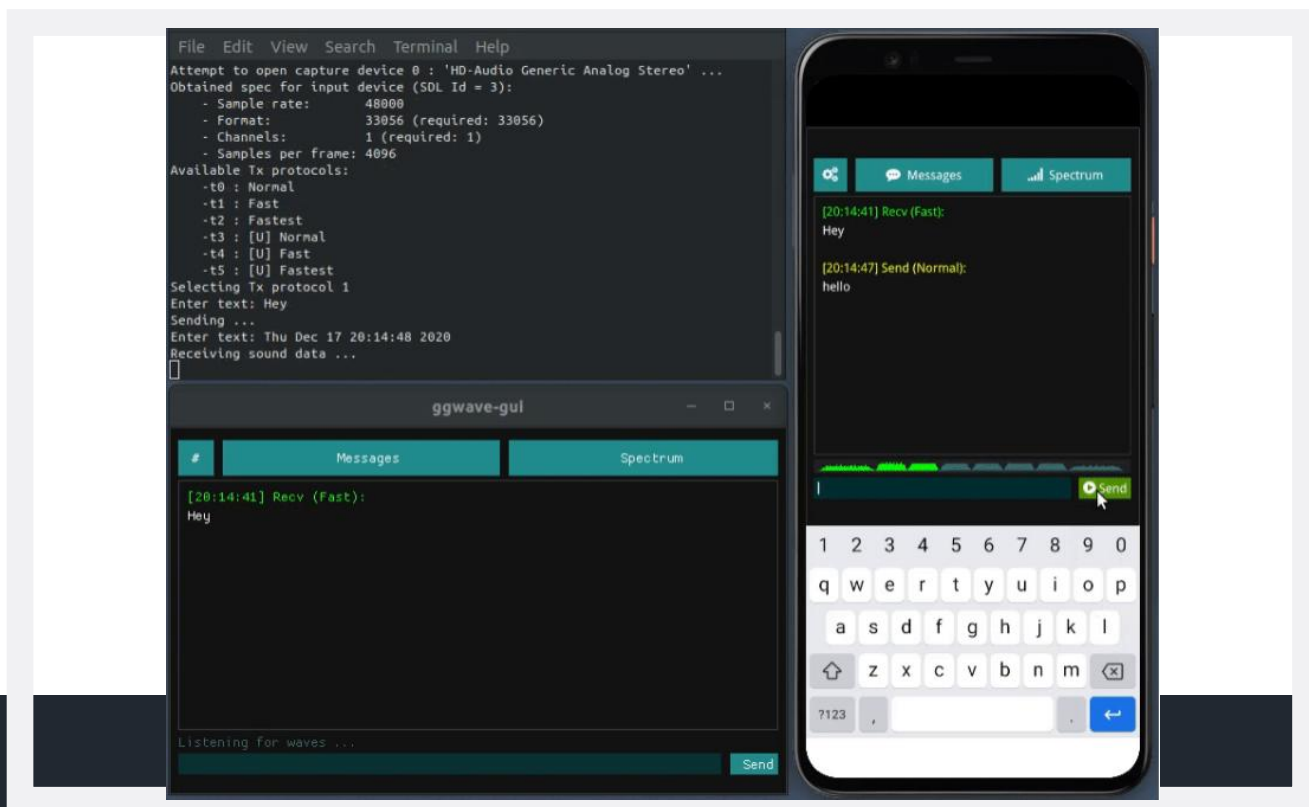 File Edit View Search Terminal Help
Attempt to open capture device 0 : 'HD-Audio Generic Analog Stereo' ...
Obtained spec for input device (SDL Id = 3):
- Sample rate: 48000
- Format: 33056 (required: 33056)
- Channels: 1 (required: 1)
- Samples per frame: 4096
Available Tx protocols:
-t0 : Normal
-t1 : Fast
-t2 : Fastest
-t3 : [U] Normal
-t4 : [U] Fast
-t5 : [U] Fastest
Selecting Tx protocol 1
Enter text: Hey
Sending ...
Enter text: Thu Dec 17 20:14:48 2020
Receiving sound data ...
ggwave-gui
# Messages Spectrum
[20:14:41] Recv (Fast):
Hey
Listening for waves ...
Send
Messages Spectrum
[20:14:41] Recv (Fast):
Hey
[20:14:47] Send (Normal):
hello
Send
1 2 3 4 5 6 7 8 9 0
q w e r t y u i o p
a s d f g h j k l
z x c v b n m
?123 , .